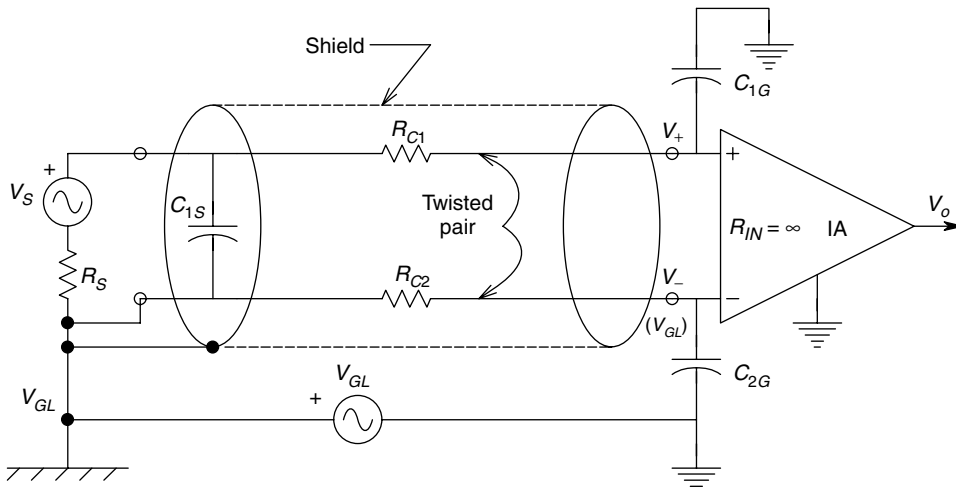 Shield
C1G
RC1
V+
+
+
VS
C1S
Twisted
pair
RIN = ∞
IA
Vo
RS
RC2
V–
–
(VGL)
VGL
C2G
VGL
+